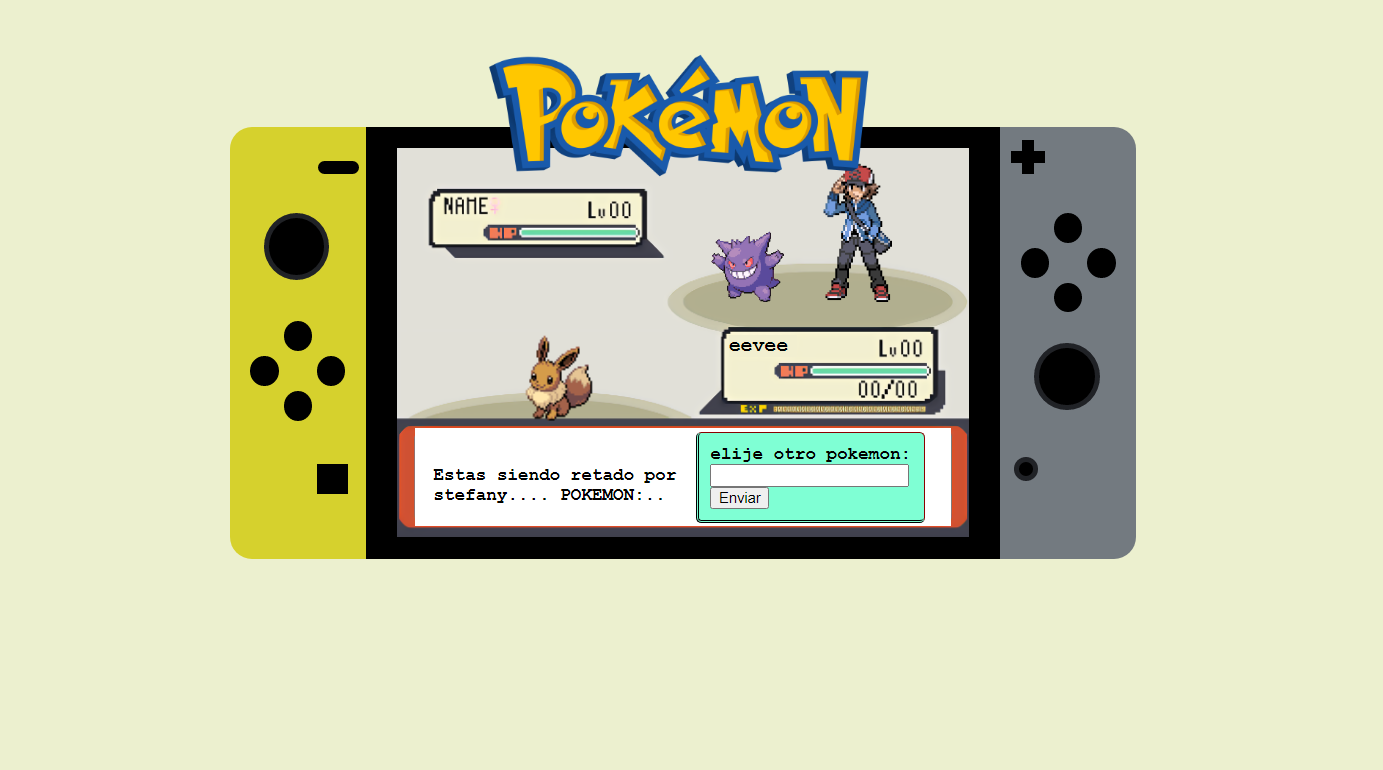 POKéMON
NAME
Lv00
HP
eevee
Lv00
HP
00/00
EXP
Estas siendo retado por
stefany.... POKEMON:..
elije otro pokemon:
Enviar